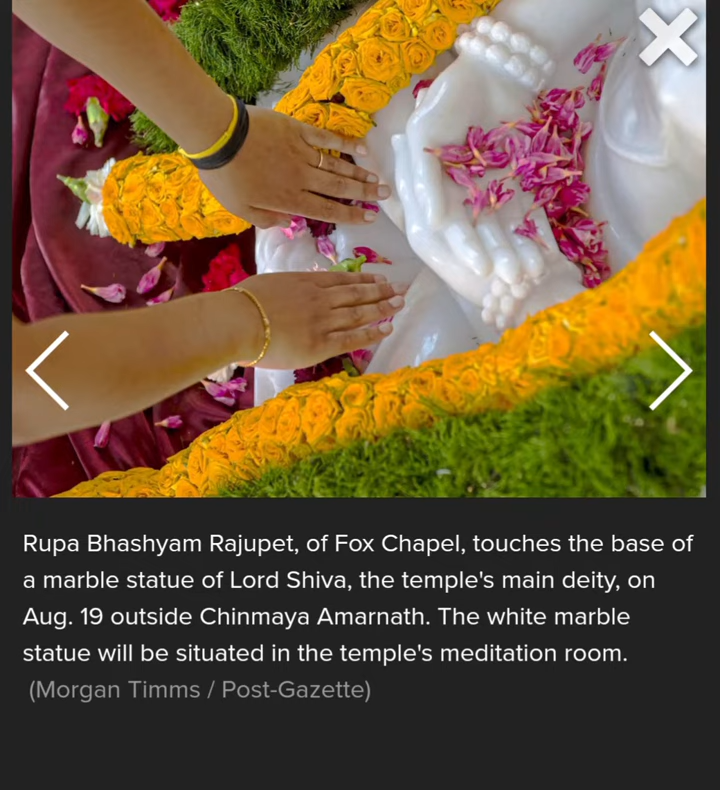 Rupa Bhashyam Rajupet, of Fox Chapel, touches the base of
a marble statue of Lord Shiva, the temple's main deity, on
Aug. 19 outside Chinmaya Amarnath. The white marble
statue will be situated in the temple's meditation room.
(Morgan Timms / Post-Gazette)